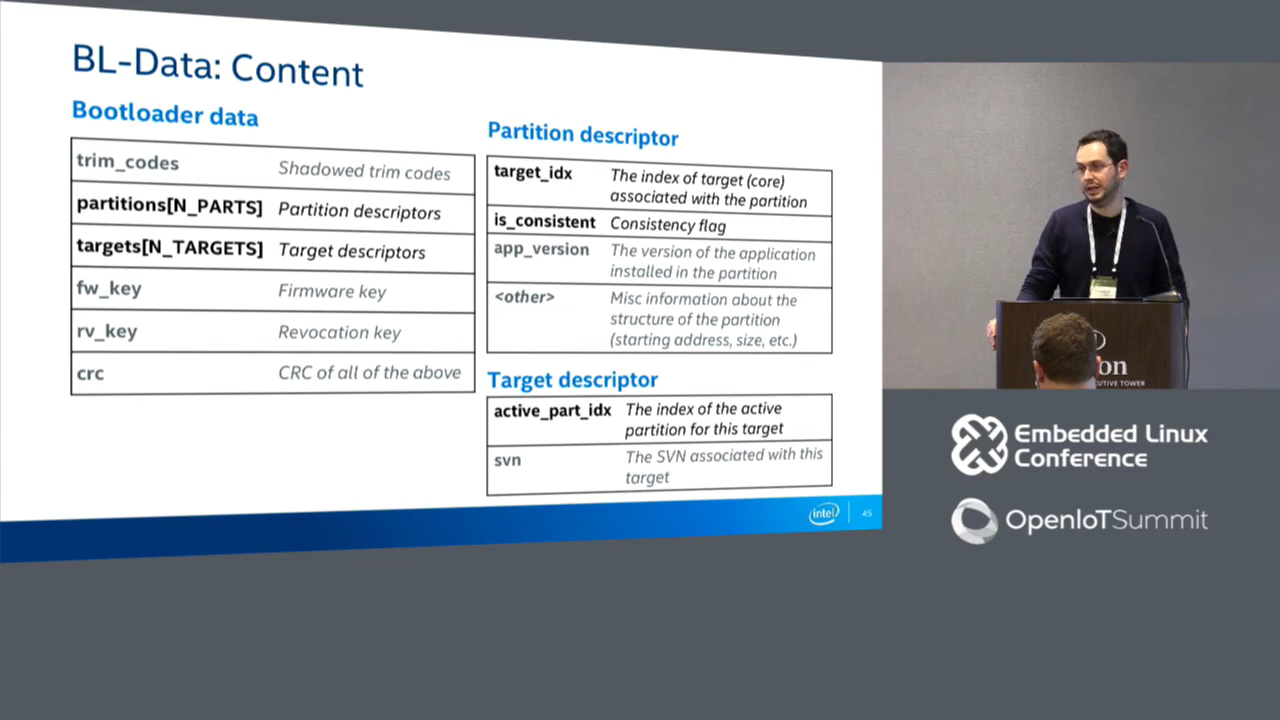 BL-Data: Content
Bootloader data
trim_codes Shadowed trim codes
partitions[N_PARTS] Partition descriptors
targets[N_TARGETS] Target descriptors
fw_key Firmware key
rv_key Revocation key
crc CRC of all of the above
Partition descriptor
target_idx The index of target (core)
associated with the partition
is_consistent Consistency flag
app_version The version of the application
installed in the partition
<other> Misc information about the
structure of the partition
(starting address, size, etc.)
Target descriptor
active_part_idx The index of the active
partition for this target
svn The SVN associated with this
target
intel
45
EXECUTIVE TOWER
Embedded Linux
Conference
OpenIoTSummit